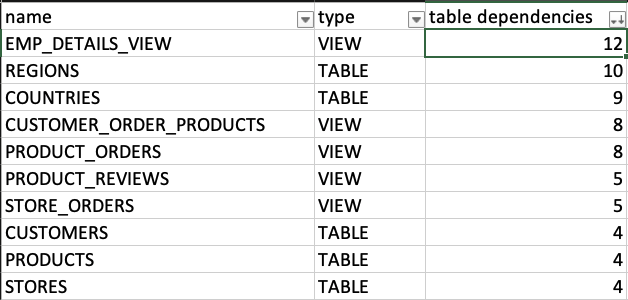 name type table dependencies
EMP_DETAILS_VIEW VIEW 12
REGIONS TABLE 10
COUNTRIES TABLE 9
CUSTOMER_ORDER_PRODUCTS VIEW 8
PRODUCT_ORDERS VIEW 8
PRODUCT_REVIEWS VIEW 5
STORE_ORDERS VIEW 5
CUSTOMERS TABLE 4
PRODUCTS TABLE 4
STORES TABLE 4